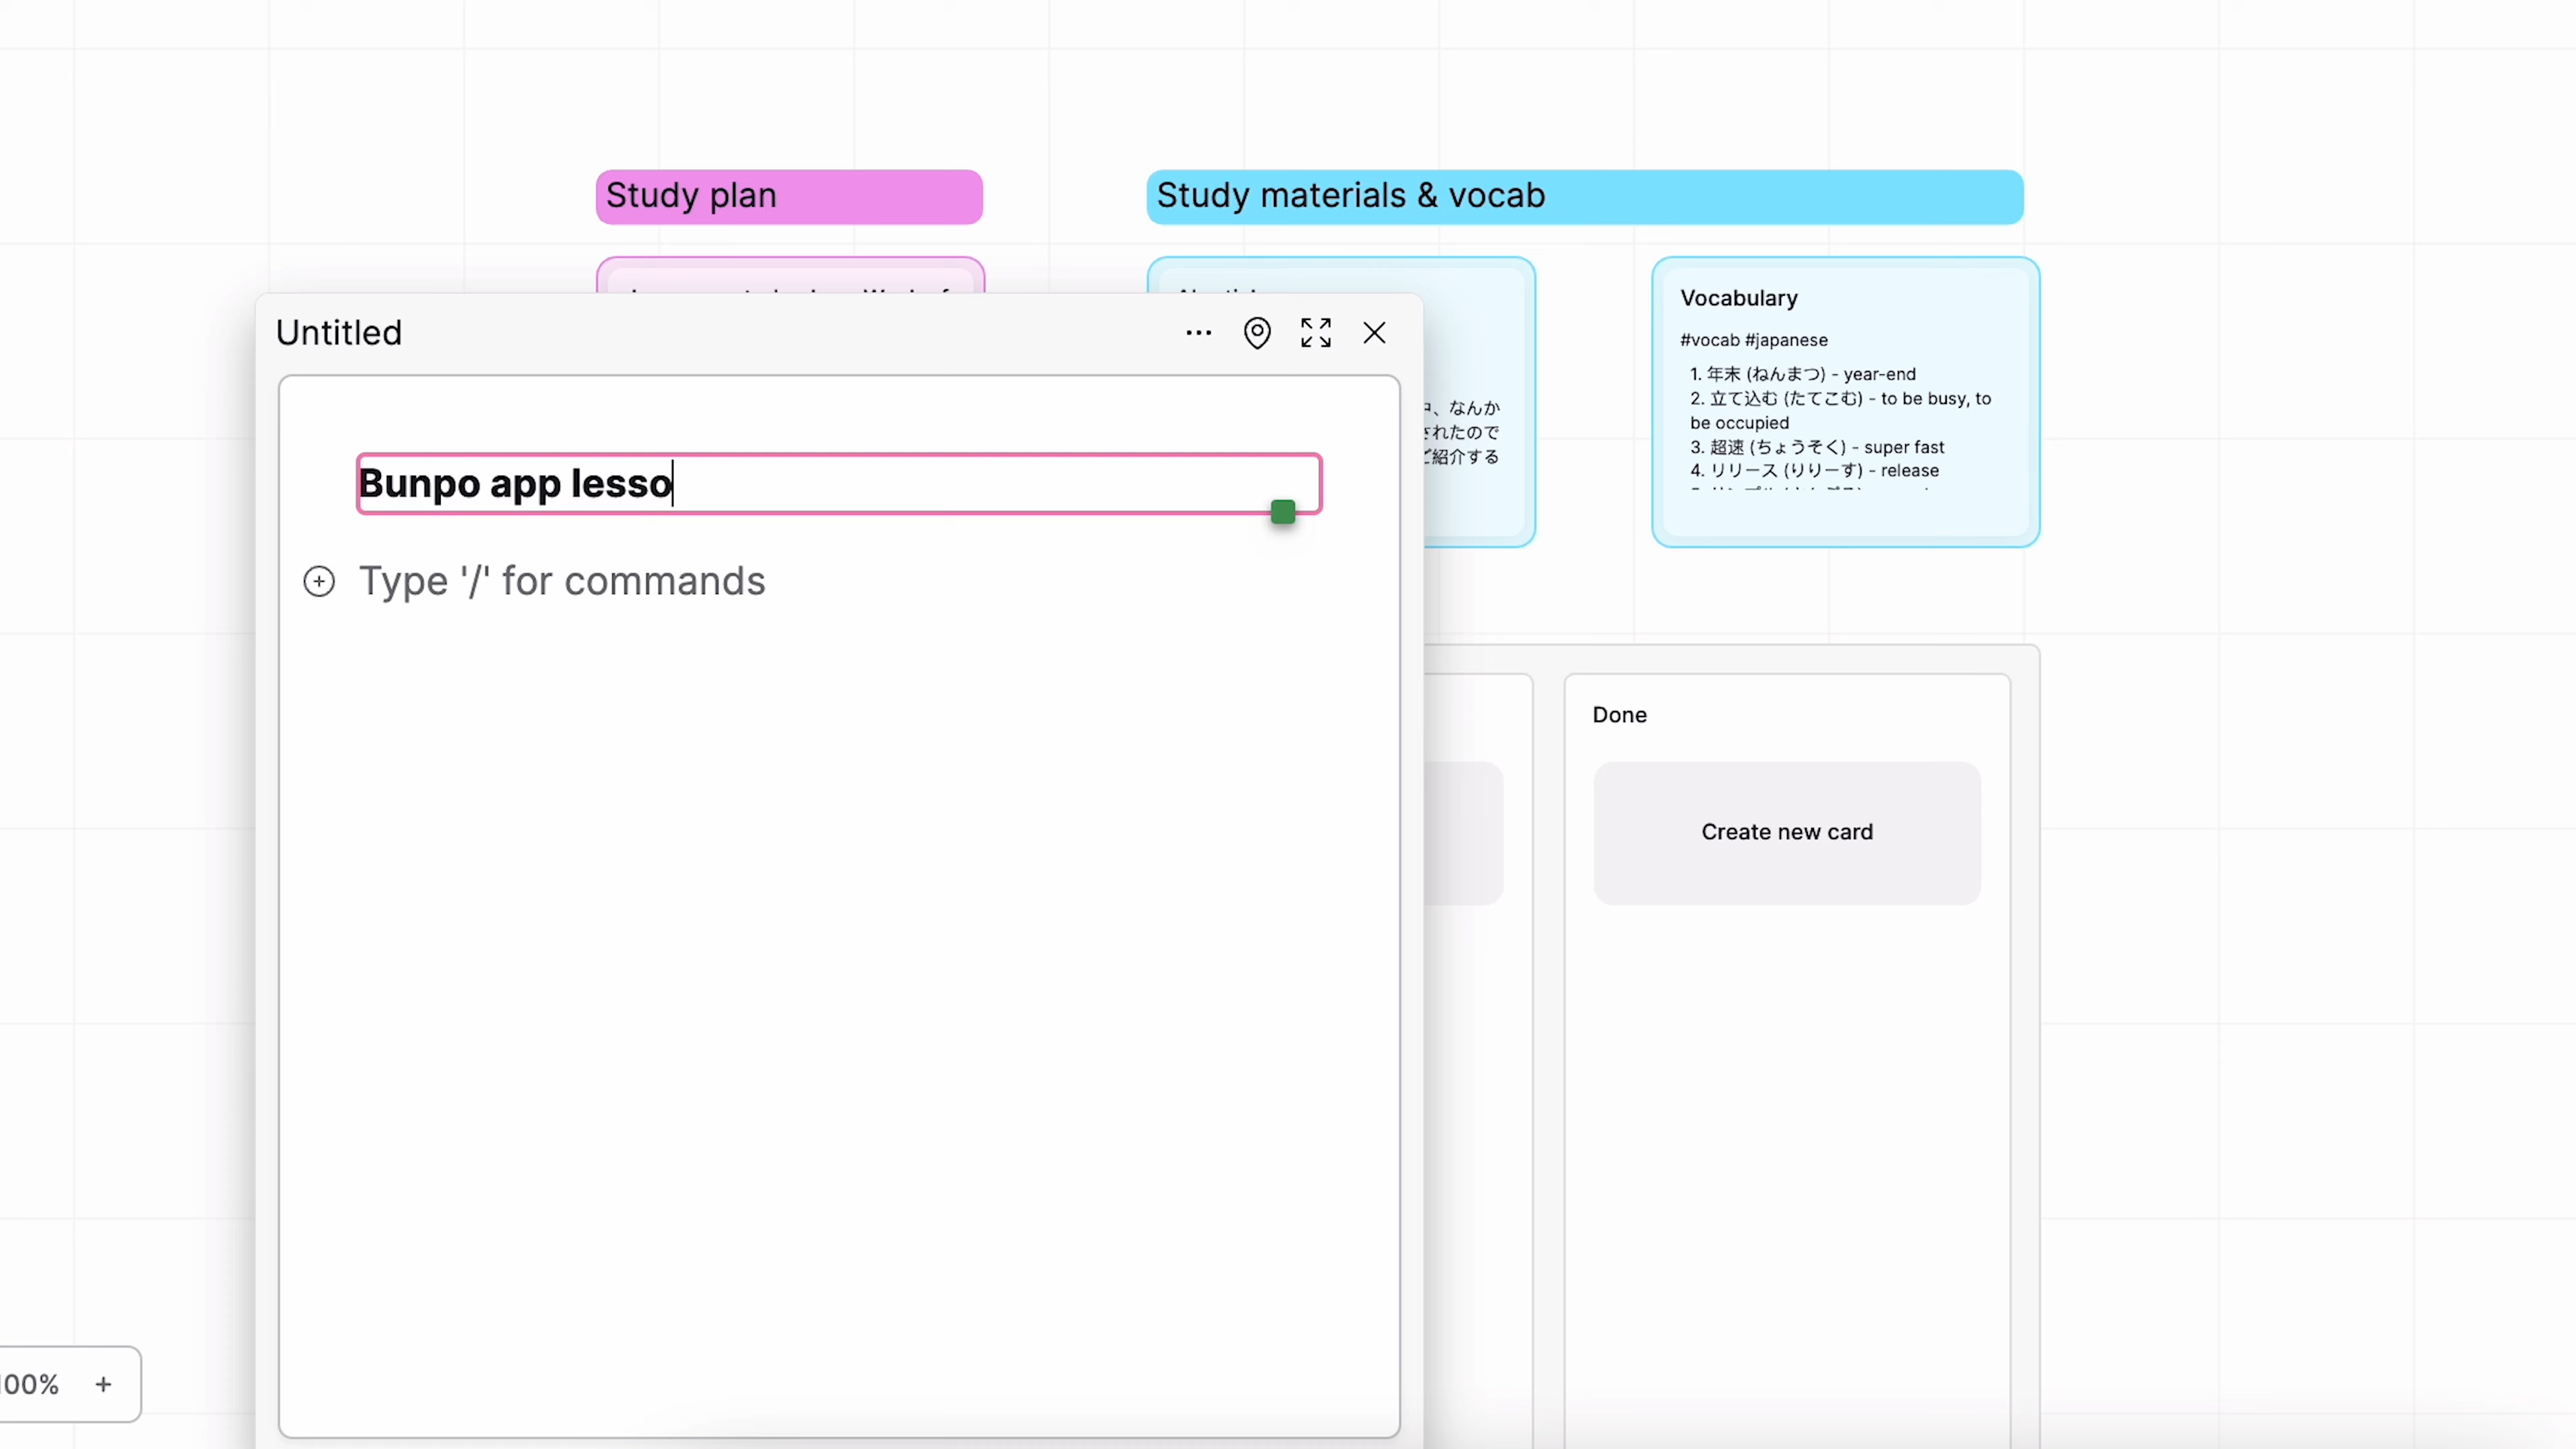 Study plan
Study materials & vocab
Untitled
Vocabulary
#vocab #japanese
1. 年末 (ねんまつ) - year-end
2. 立て込む (たてこむ) - to be busy, to
be occupied
3. 超速 (ちょうそく) - super fast
4. リリース (りりーす) - release
、なんか
されたので
ご紹介する
Bunpo app lesso
Type '/' for commands
Done
Create new card
100%
+